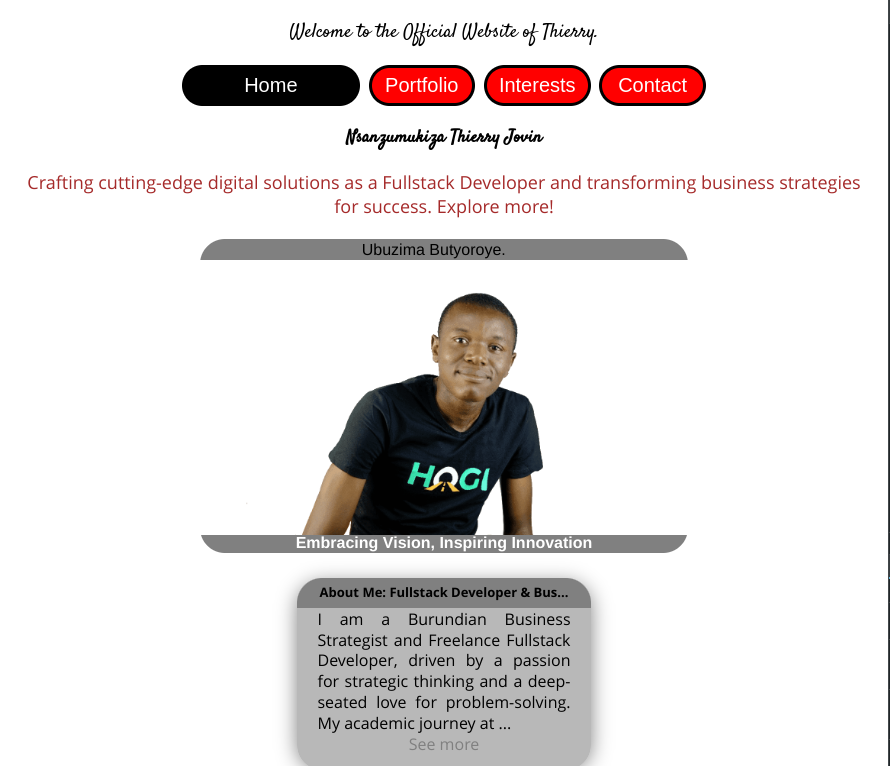 Welcome to the Official Website of Thierry.
Home Portfolio Interests Contact
Nsanzumukiza Thierry Jovin
Crafting cutting-edge digital solutions as a Fullstack Developer and transforming business strategies
for success. Explore more!
Ubuzima Butyoroye.
HOGI
Embracing Vision, Inspiring Innovation
About Me: Fullstack Developer & Bus...
I am a Burundian Business
Strategist and Freelance Fullstack
Developer, driven by a passion
for strategic thinking and a deep-
seated love for problem-solving.
My academic journey at ...
See more